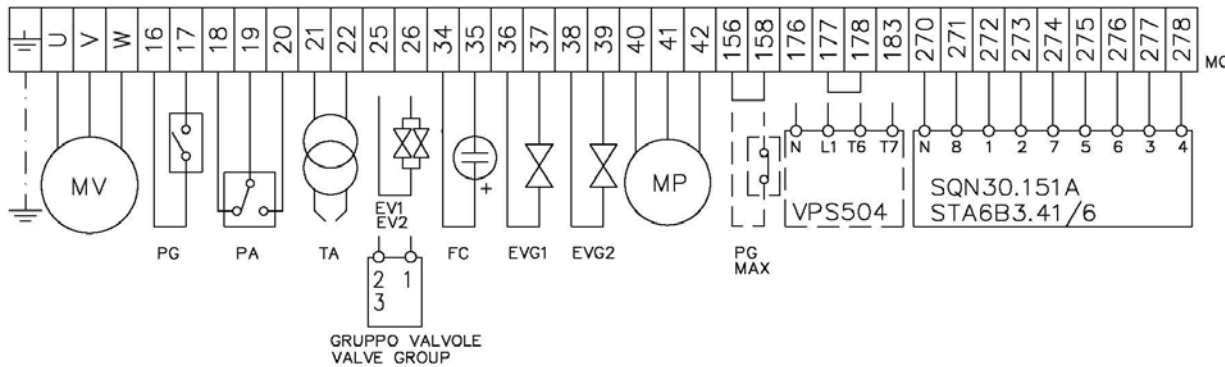 U V W 16 17 18 19 20 21 22 25 26 34 35 36 37 38 39 40 41 42 156 158 176 177 178 183 270 271 272 273 274 275 276 277 278
MC
N L1 T6 T7 N 8 1 2 7 5 6 3 4
MV
+
MP
VPS504
SQN30.151A
STA6B3.41/6
EV1
EV2
PG PA TA FC EVG1 EVG2 PG
MAX
2 1
3
GRUPPO VALVOLE
VALVE GROUP